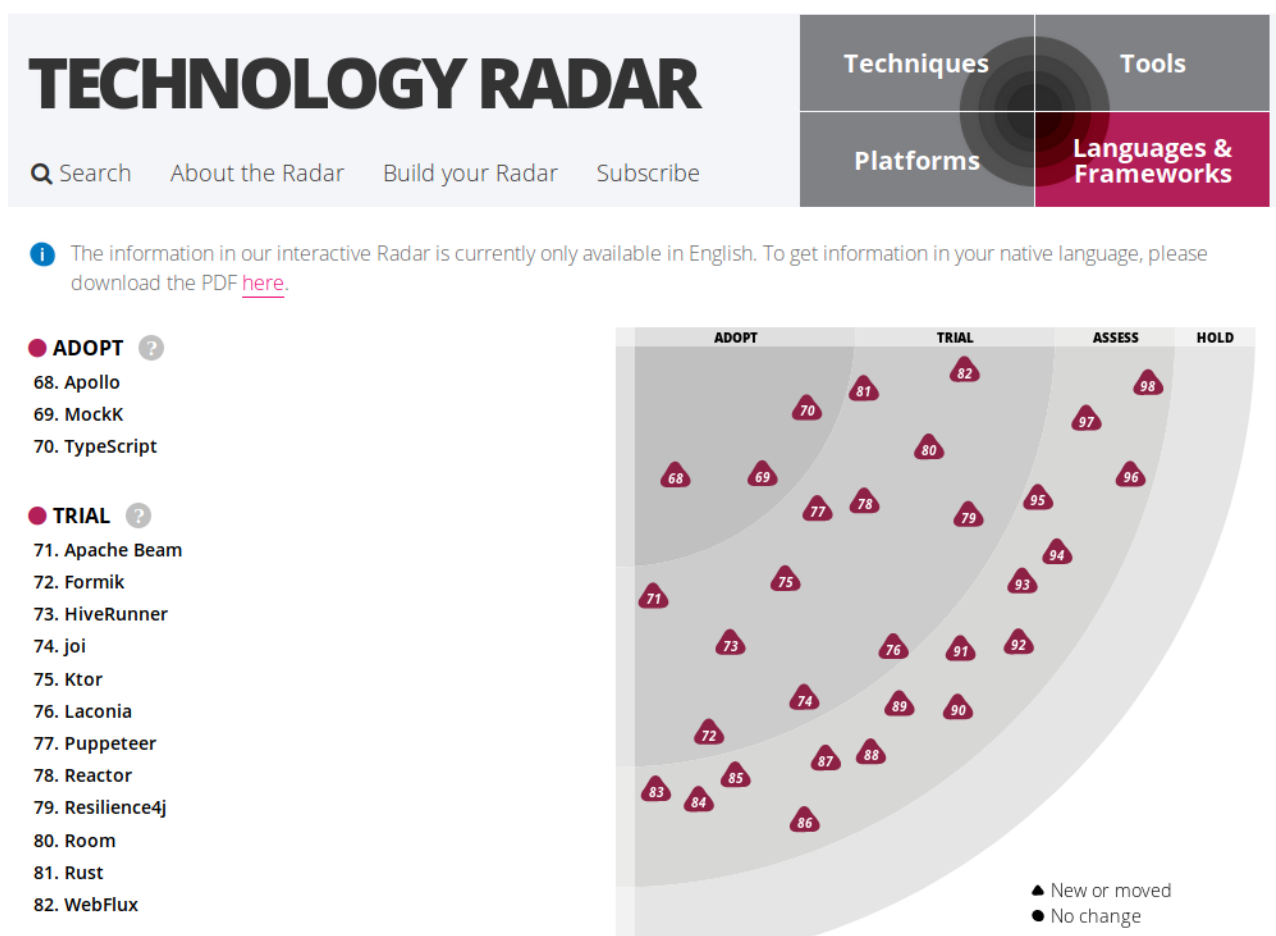 TECHNOLOGY RADAR
Search About the Radar Build your Radar Subscribe
Techniques
Tools
Platforms
Languages &
Frameworks
i The information in our interactive Radar is currently only available in English. To get information in your native language, please
download the PDF here.
ADOPT ?
68. Apollo
69. MockK
70. TypeScript
TRIAL ?
71. Apache Beam
72. Formik
73. HiveRunner
74. joi
75. Ktor
76. Laconia
77. Puppeteer
78. Reactor
79. Resilience4j
80. Room
81. Rust
82. WebFlux
ADOPT TRIAL ASSESS HOLD
82
98
81
70
97
80
68
69
96
77
78
95
79
94
75
93
71
73
76
91
92
74
89
90
72
88
87
85
83
84
86
New or moved
No change